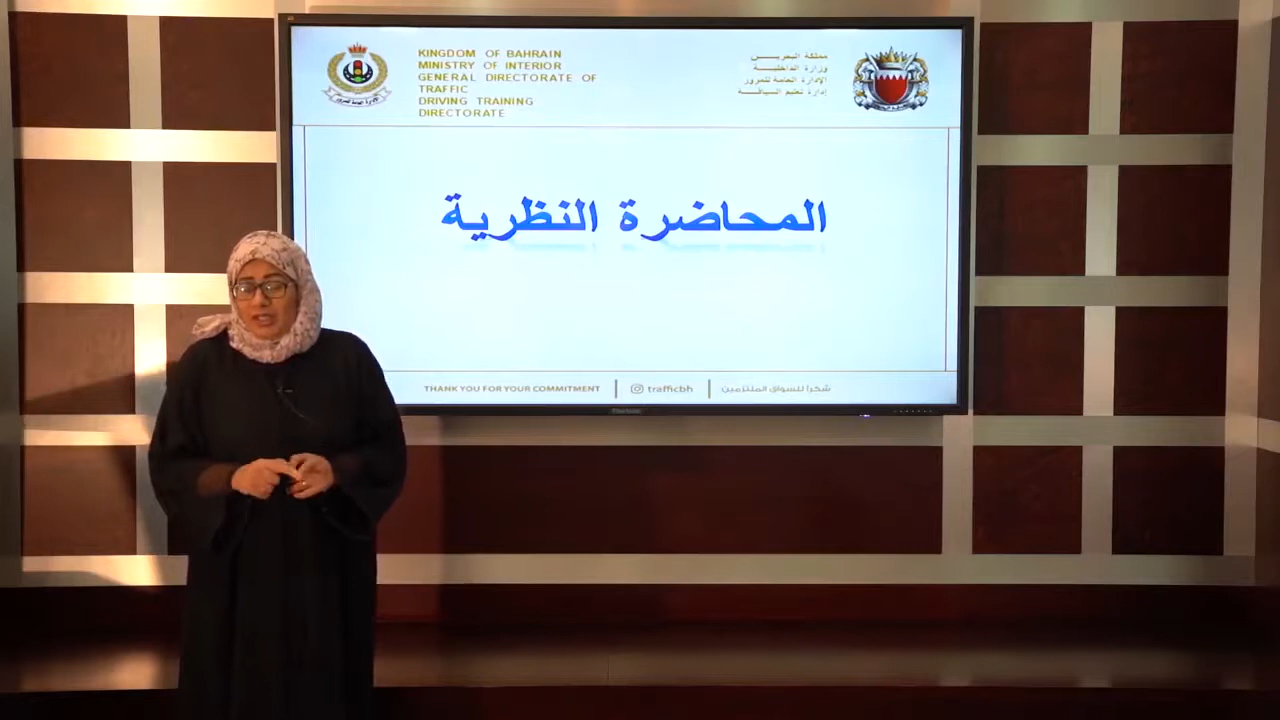 KINGDOM OF BAHRAIN
MINISTRY OF INTERIOR
GENERAL DIRECTORATE OF
TRAFFIC
DRIVING TRAINING
DIRECTORATE
مملكة البحرين
وزارة الداخلية
الإدارة العامة للمرور
إدارة تعليم السياقة
المحاضرة النظرية
THANK YOU FOR YOUR COMMITMENT
trafficbh
شكراً للسواق الملتزمين